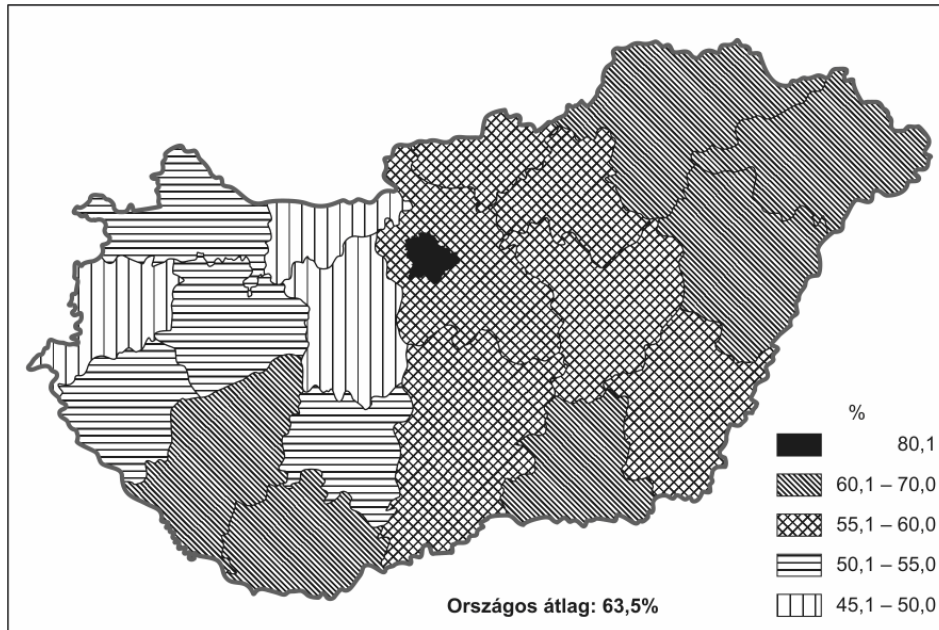 %
80,1
60,1 – 70,0
55,1 – 60,0
50,1 – 55,0
45,1 – 50,0
Országos átlag: 63,5%